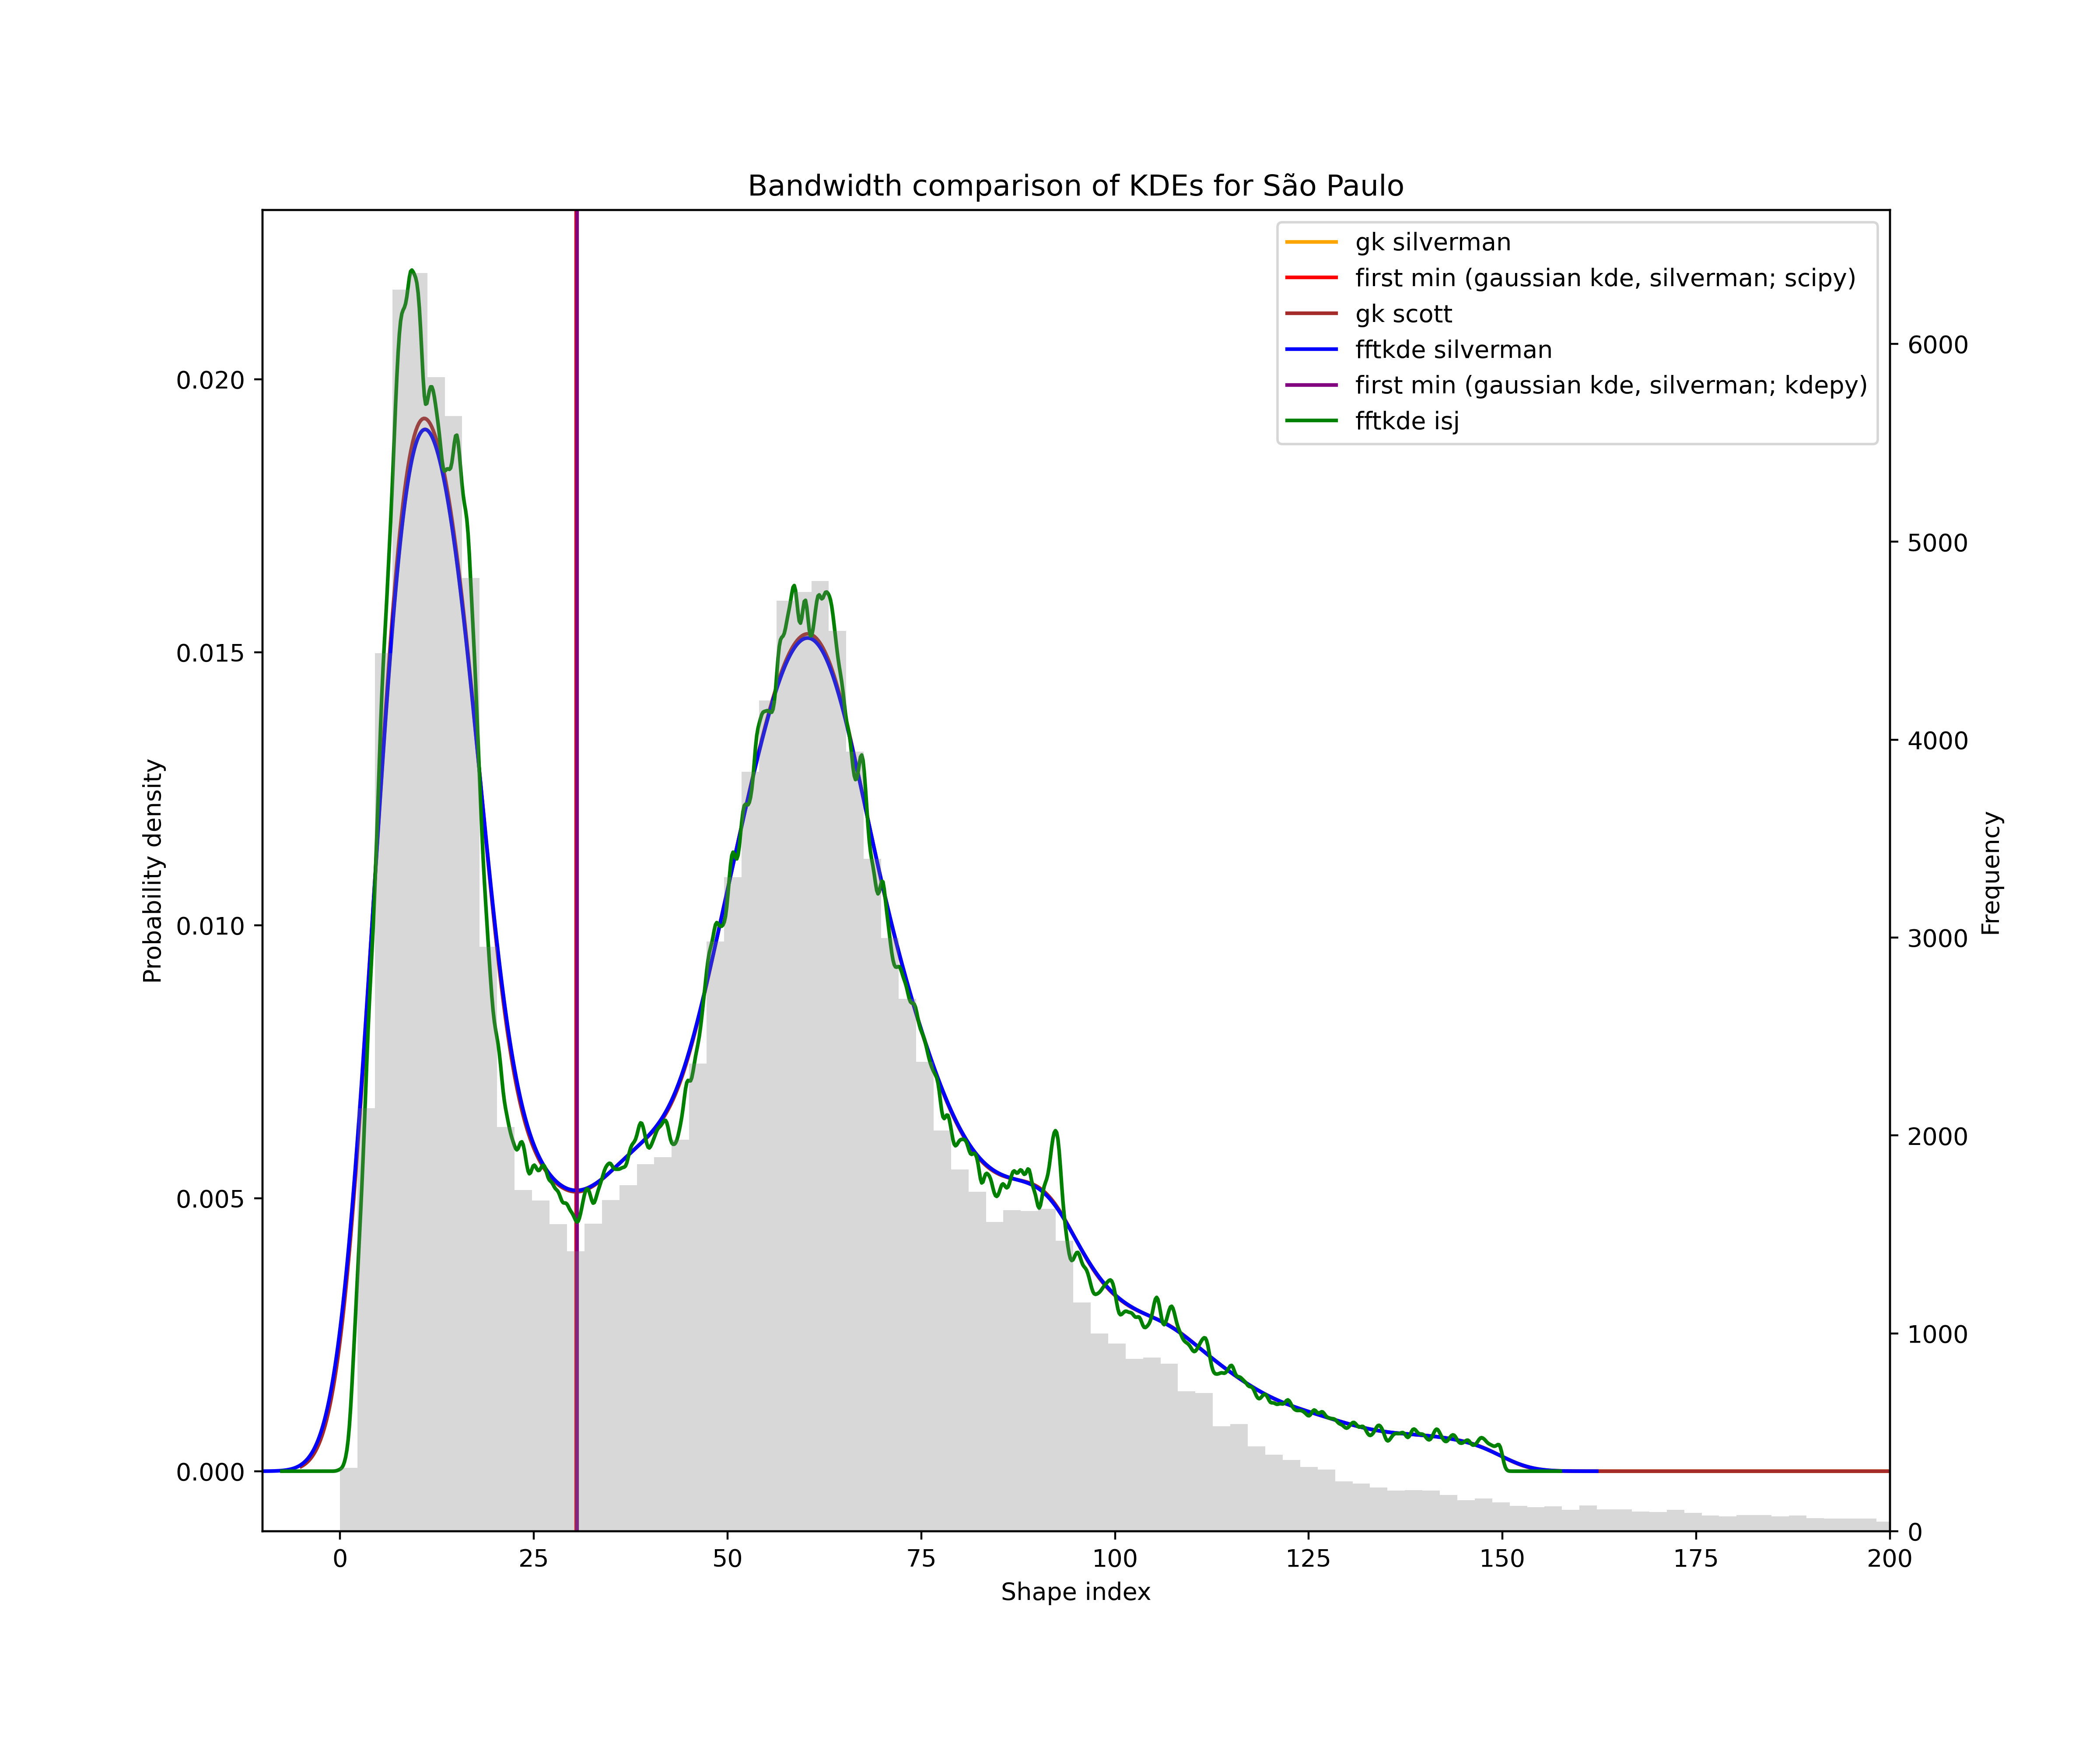 Bandwidth comparison of KDEs for São Paulo
gk silverman
first min (gaussian kde, silverman; scipy)
gk scott
fftkde silverman
first min (gaussian kde, silverman; kdepy)
fftkde isj
Probability density
0.020
0.015
0.010
0.005
0.000
6000
5000
4000
3000
2000
1000
0
Frequency
0 25 50 75 100 125 150 175 200
Shape index